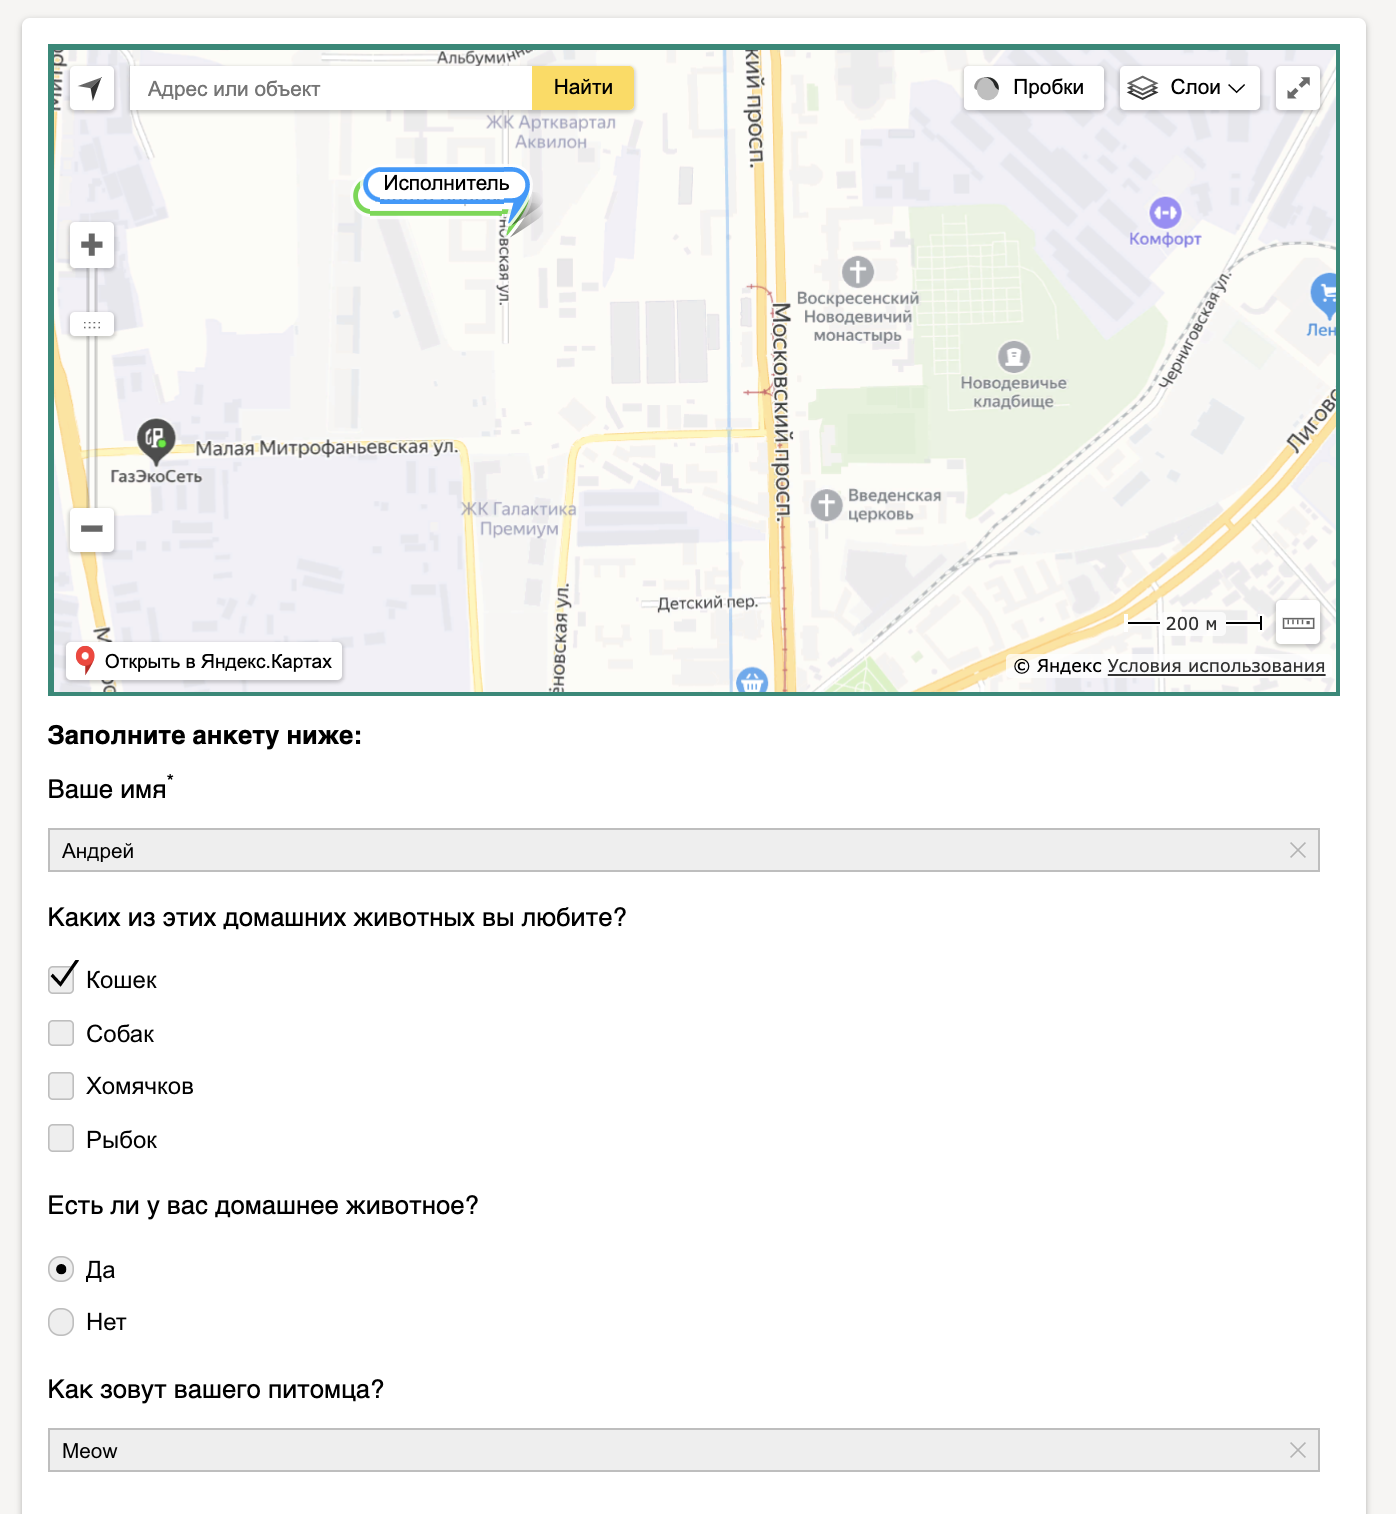 Альбуминна
Адрес или объект
Найти
Пробки
Слои
ский просп.
ЖК Артквартал
Аквилон
Исполнитель
новская ул.
Комфорт
Воскресенский
Новодевичий
монастырь
Московский просп.
Черниговская ул.
Лен
Новодевичье
кладбище
Лигово
Малая Митрофаньевская ул.
ГазЭкоСеть
ЖК Галактика
Премиум
Введенская
церковь
Детский пер.
ёновская ул.
200 м
Открыть в Яндекс.Картах
© Яндекс Условия использования
Заполните анкету ниже:
Ваше имя*
Андрей
Каких из этих домашних животных вы любите?
Кошек
Собак
Хомячков
Рыбок
Есть ли у вас домашнее животное?
Да
Нет
Как зовут вашего питомца?
Meow